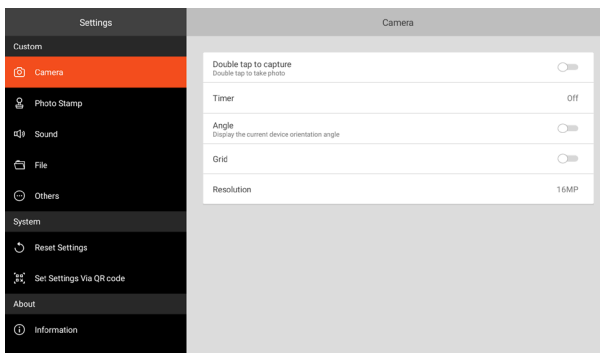 Settings
Camera
Custom
Camera
Photo Stamp
Sound
File
Others
System
Reset Settings
Set Settings Via QR code
About
Information
Double tap to capture
Double tap to take photo
Timer Off
Angle
Display the current device orientation angle
Grid
Resolution 16MP